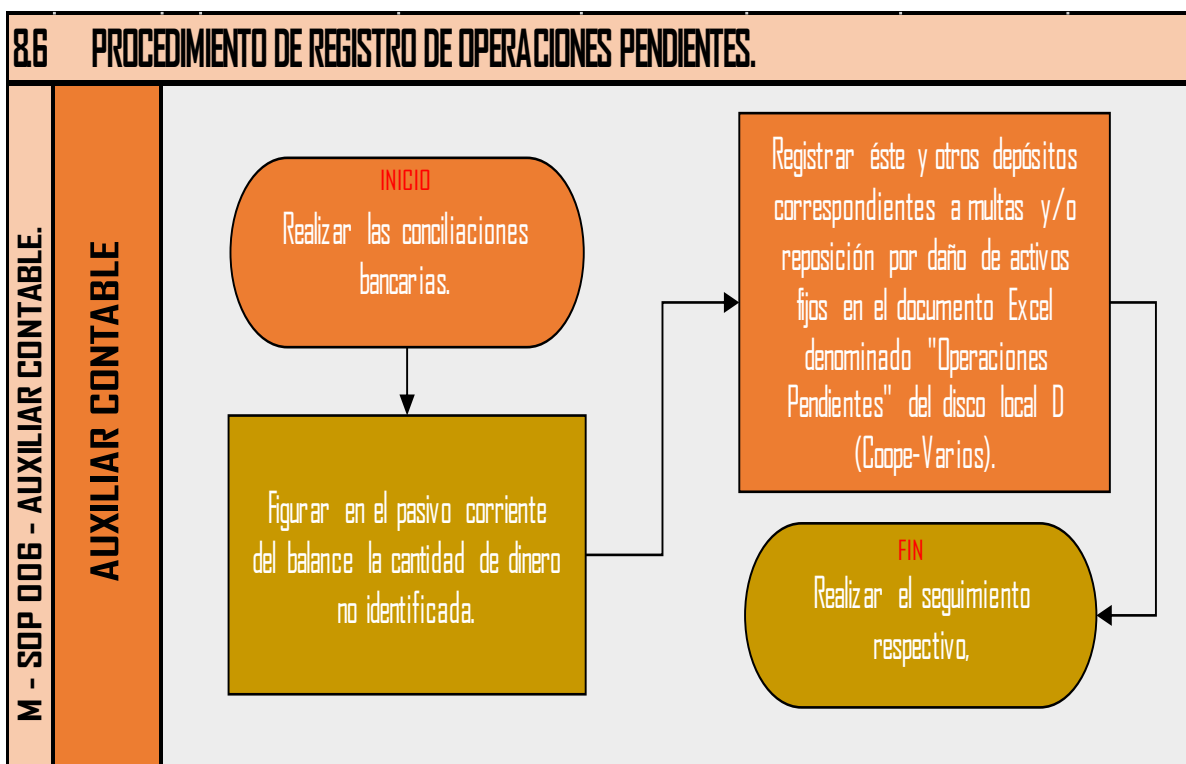 8.6 PROCEDIMIENTO DE REGISTRO DE OPERACIONES PENDIENTES.
M - SOP 006 - AUXILIAR CONTABLE.
AUXILIAR CONTABLE
INICIO
Realizar las conciliaciones
bancarias.
Figurar en el pasivo corriente
del balance la cantidad de dinero
no identificada.
Registrar éste y otros depósitos
correspondientes a multas y/o
reposición por daño de activos
fijos en el documento Excel
denominado "Operaciones
Pendientes" del disco local D
(Coope-Varios).
FIN
Realizar el seguimiento
respectivo,